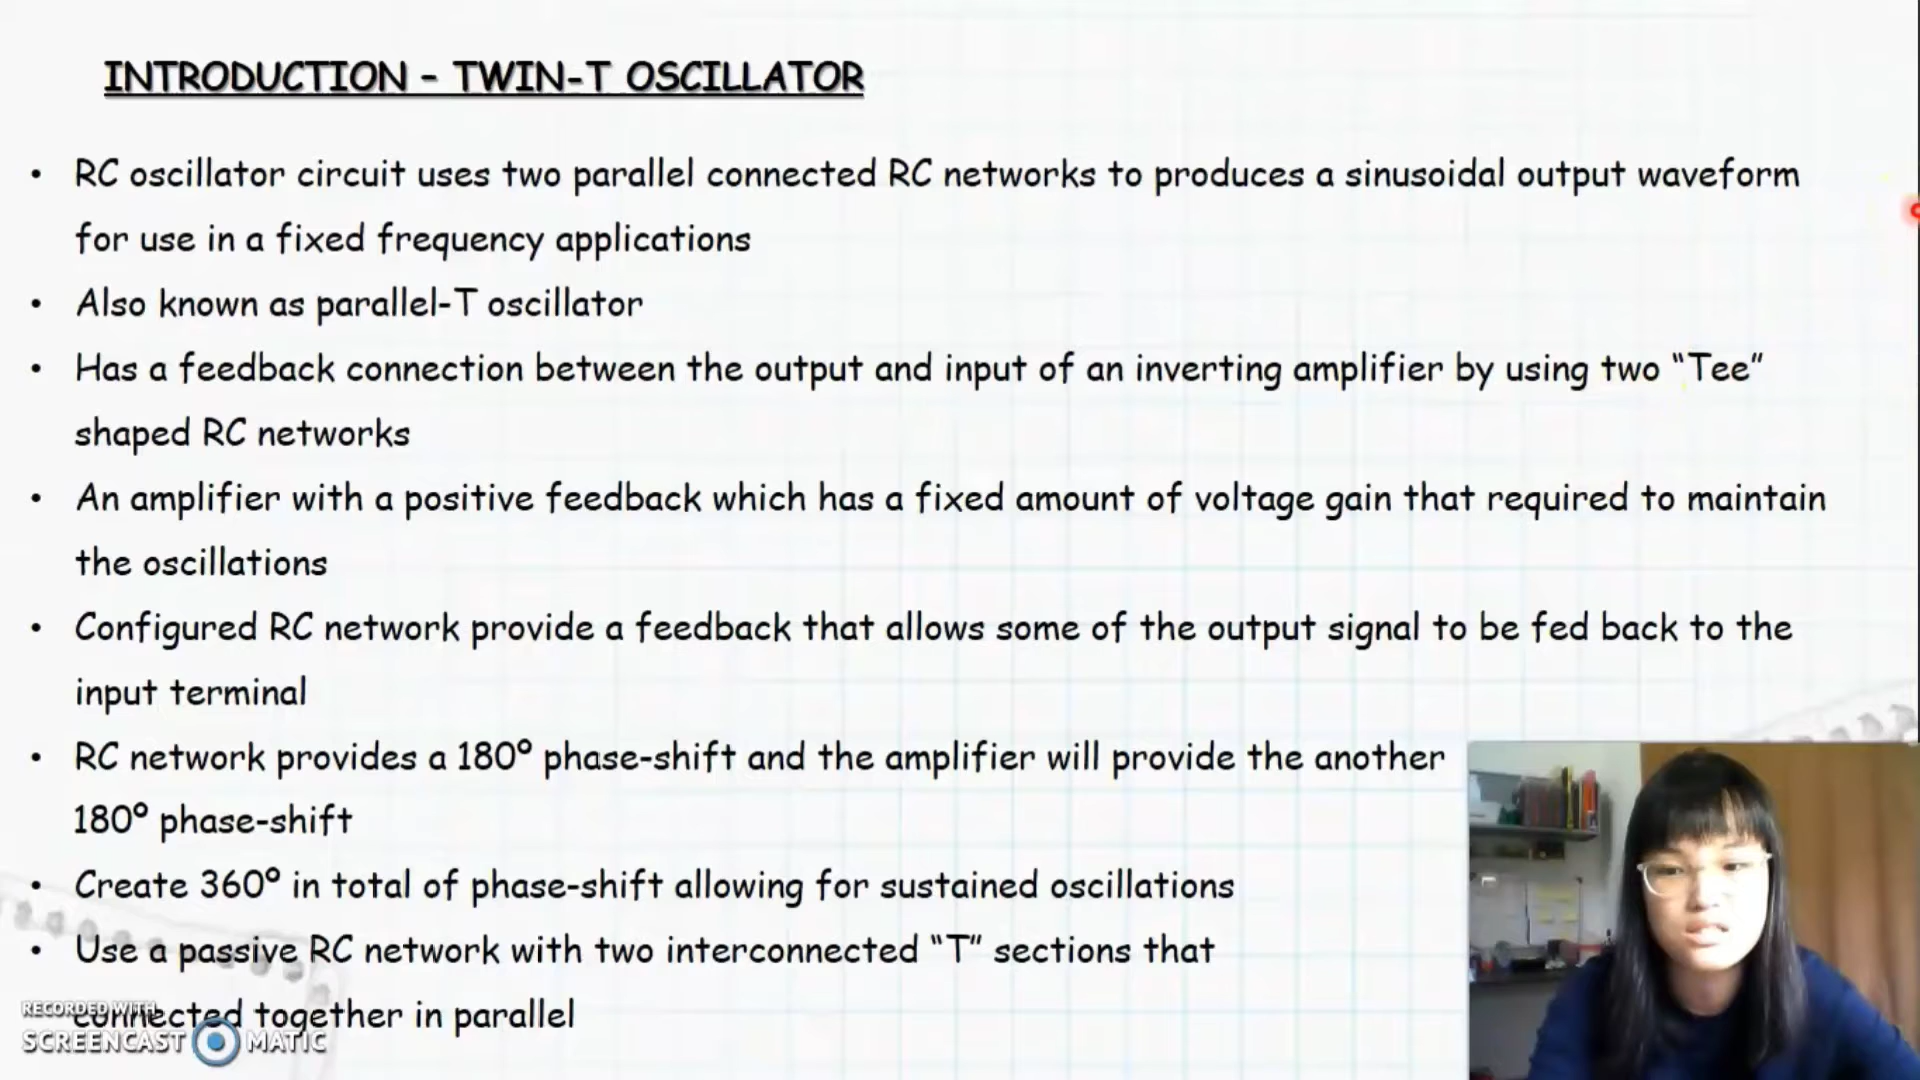 INTRODUCTION – TWIN-T OSCILLATOR
• RC oscillator circuit uses two parallel connected RC networks to produces a sinusoidal output waveform
for use in a fixed frequency applications
• Also known as parallel-T oscillator
• Has a feedback connection between the output and input of an inverting amplifier by using two “Tee”
shaped RC networks
• An amplifier with a positive feedback which has a fixed amount of voltage gain that required to maintain
the oscillations
• Configured RC network provide a feedback that allows some of the output signal to be fed back to the
input terminal
• RC network provides a 180º phase-shift and the amplifier will provide the another
180º phase-shift
• Create 360º in total of phase-shift allowing for sustained oscillations
• Use a passive RC network with two interconnected “T” sections that
connected together in parallel
RECORDED WITH
SCREENCAST MATIC